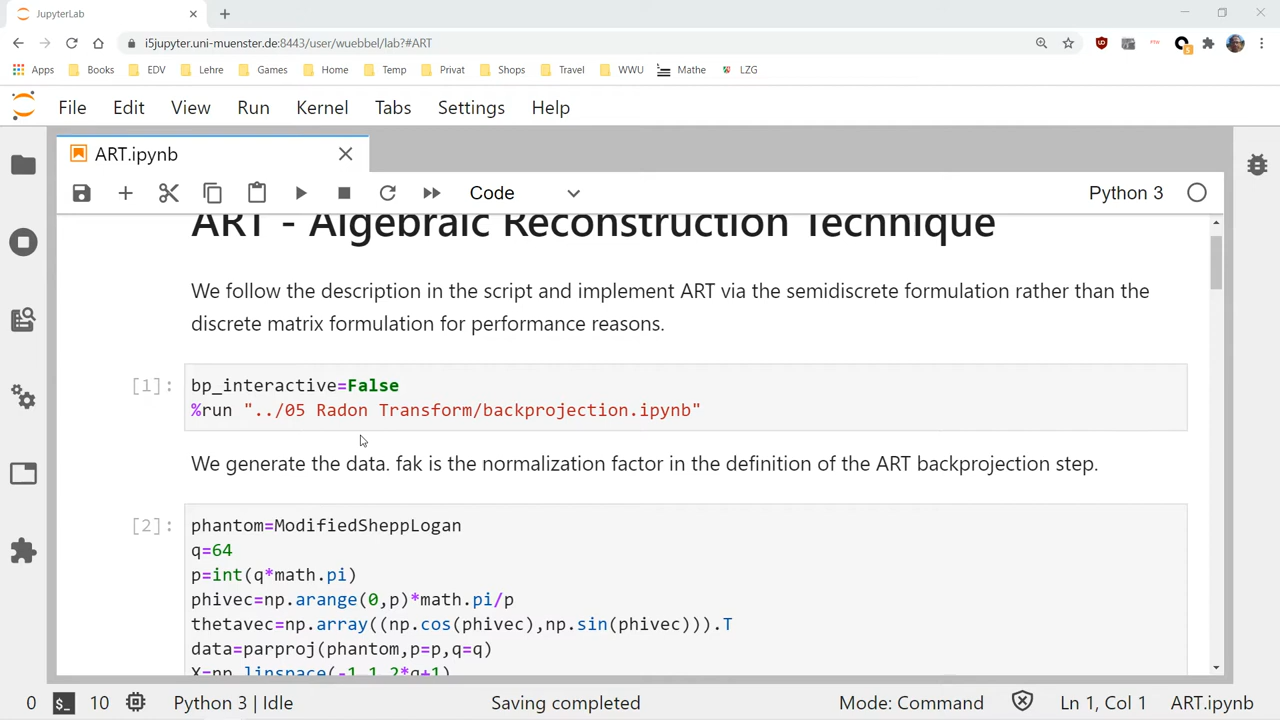 JupyterLab
i5jupyter.uni-muenster.de:8443/user/wuebbel/lab?#ART
Apps Books EDV Lehre Games Home Temp Privat Shops Travel WWU Mathe LZG
File Edit View Run Kernel Tabs Settings Help
ART.ipynb
Code Python 3
ART - Algebraic Reconstruction Technique
We follow the description in the script and implement ART via the semidiscrete formulation rather than the
discrete matrix formulation for performance reasons.
[1]: bp_interactive=False
%run "../05 Radon Transform/backprojection.ipynb"
We generate the data. fak is the normalization factor in the definition of the ART backprojection step.
[2]: phantom=ModifiedSheppLogan
q=64
p=int(q*math.pi)
phivec=np.arange(0,p)*math.pi/p
thetavec=np.array((np.cos(phivec),np.sin(phivec))).T
data=parproj(phantom,p=p,q=q)
X=np.linspace(-1,1,2*q+1)
0 $_ 10 Python 3 | Idle Saving completed Mode: Command Ln 1, Col 1 ART.ipynb